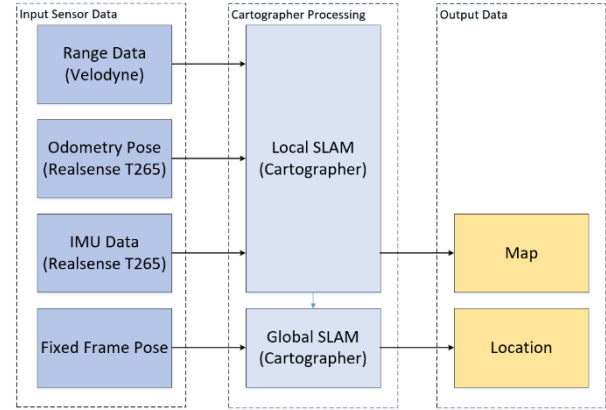 Input Sensor Data
Range Data
(Velodyne)
Odometry Pose
(Realsense T265)
IMU Data
(Realsense T265)
Fixed Frame Pose
Cartographer Processing
Local SLAM
(Cartographer)
Global SLAM
(Cartographer)
Output Data
Map
Location